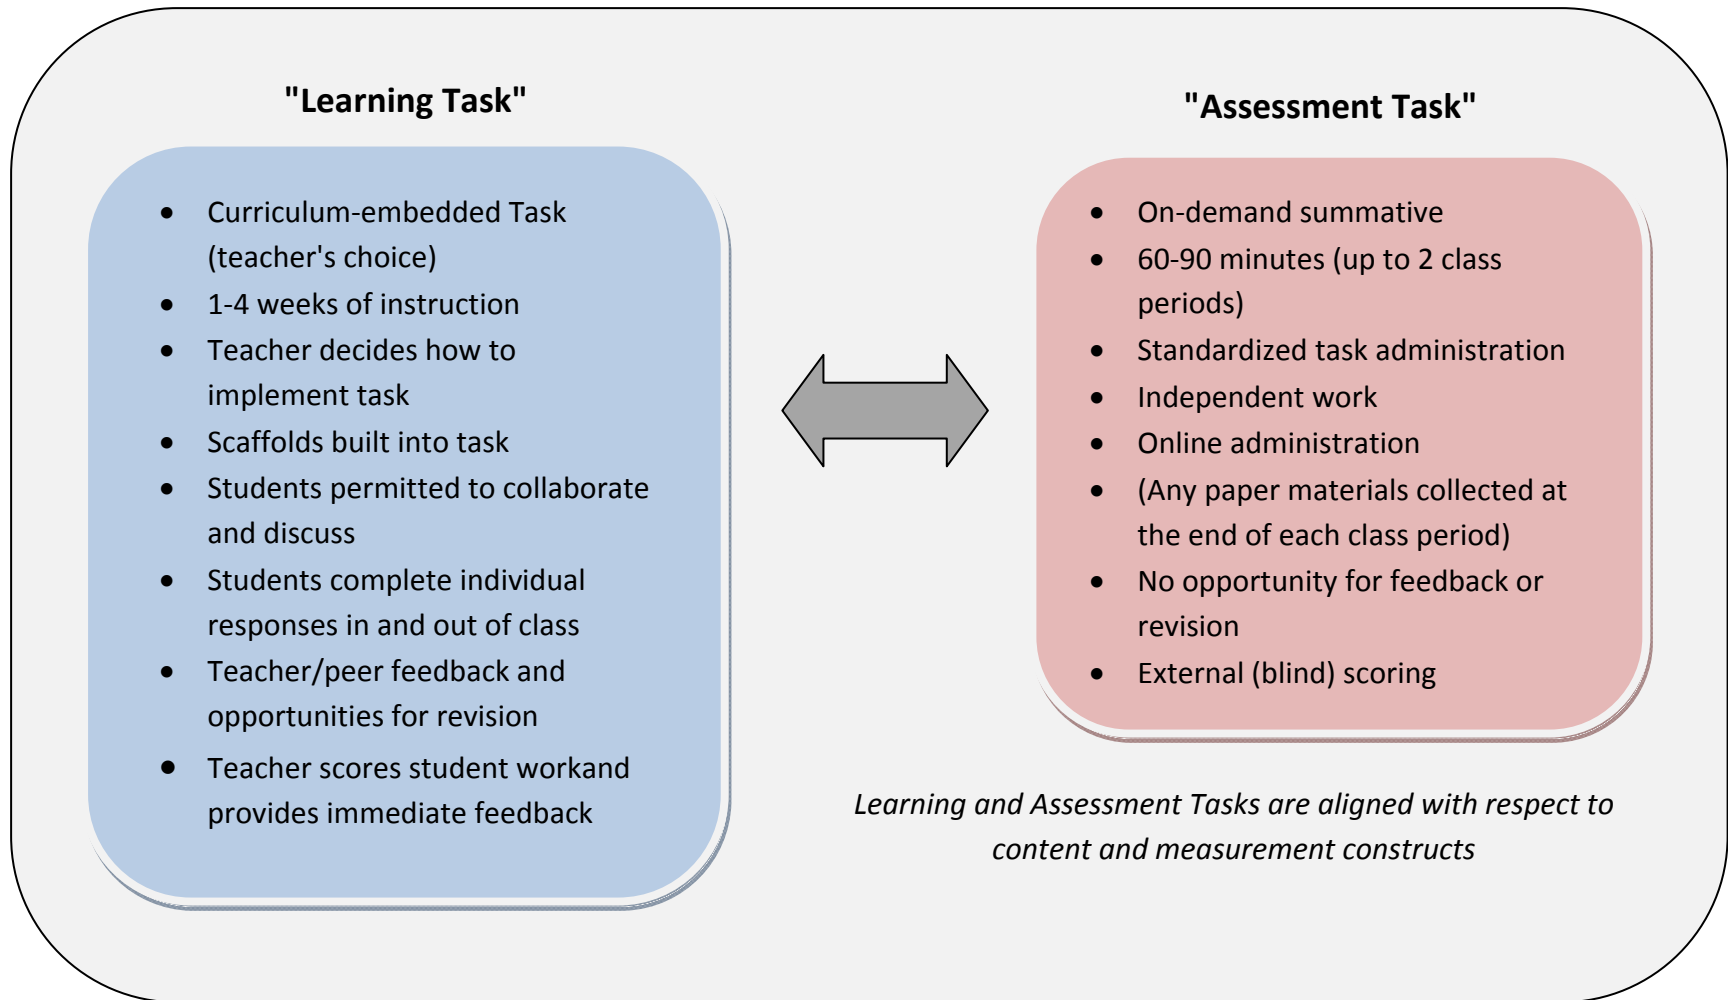 "Learning Task"
• Curriculum-embedded Task
(teacher's choice)
• 1-4 weeks of instruction
• Teacher decides how to
implement task
• Scaffolds built into task
• Students permitted to collaborate
and discuss
• Students complete individual
responses in and out of class
• Teacher/peer feedback and
opportunities for revision
• Teacher scores student workand
provides immediate feedback
"Assessment Task"
• On-demand summative
• 60-90 minutes (up to 2 class
periods)
• Standardized task administration
• Independent work
• Online administration
• (Any paper materials collected at
the end of each class period)
• No opportunity for feedback or
revision
• External (blind) scoring
Learning and Assessment Tasks are aligned with respect to
content and measurement constructs